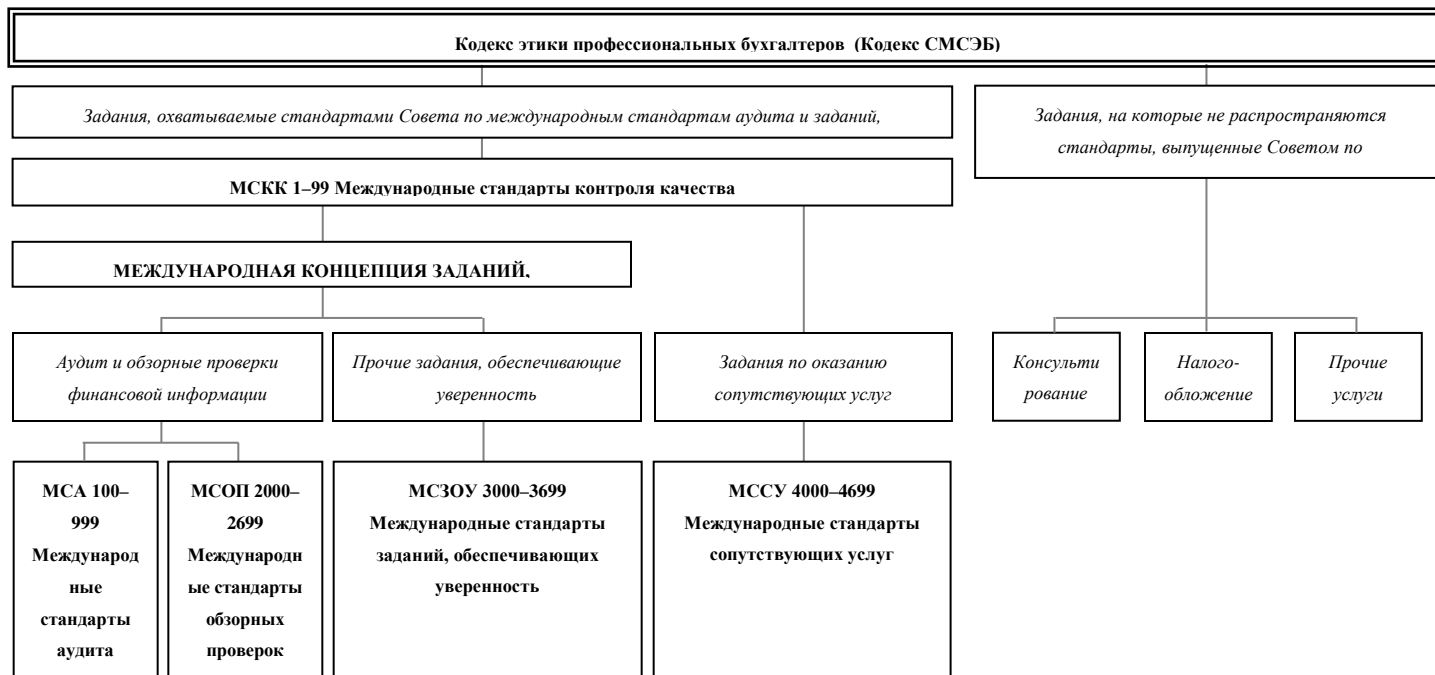 Кодекс этики профессиональных бухгалтеров (Кодекс СМСЭБ)
Задания, охватываемые стандартами Совета по международным стандартам аудита и заданий,
Задания, на которые не распространяются
стандарты, выпущенные Советом по
МСКК 1–99 Международные стандарты контроля качества
МЕЖДУНАРОДНАЯ КОНЦЕПЦИЯ ЗАДАНИЙ,
Аудит и обзорные проверки
финансовой информации
Прочие задания, обеспечивающие
уверенность
Задания по оказанию
сопутствующих услуг
Консульти
рование
Налого-
обложение
Прочие
услуги
МСА 100–
999
Международ
ные
стандарты
аудита
МСОП 2000–
2699
Международн
ые стандарты
обзорных
проверок
МСЗОУ 3000–3699
Международные стандарты
заданий, обеспечивающих
уверенность
МССУ 4000–4699
Международные стандарты
сопутствующих услуг